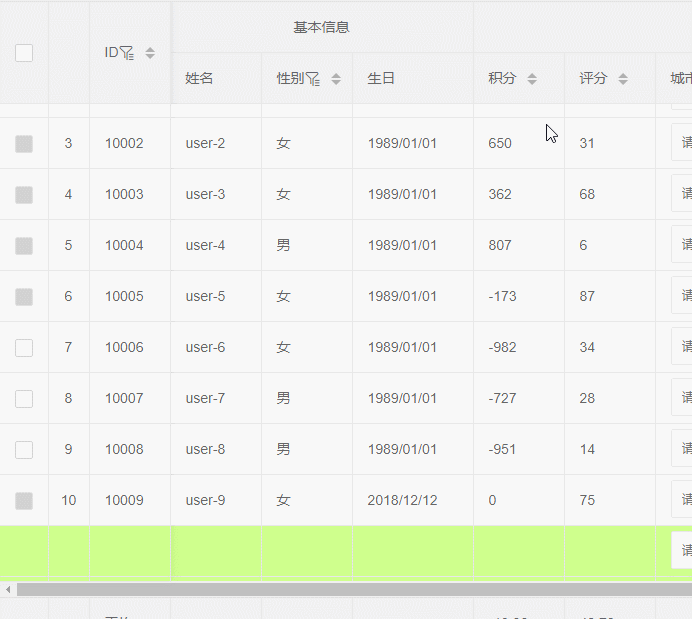 基本信息
ID
姓名 性别 生日 积分 评分 城市
3 10002 user-2 女 1989/01/01 650 31 请
4 10003 user-3 女 1989/01/01 362 68 请
5 10004 user-4 男 1989/01/01 807 6 请
6 10005 user-5 女 1989/01/01 -173 87 请
7 10006 user-6 女 1989/01/01 -982 34 请
8 10007 user-7 男 1989/01/01 -727 28 请
9 10008 user-8 男 1989/01/01 -951 14 请
10 10009 user-9 女 2018/12/12 0 75 请
请